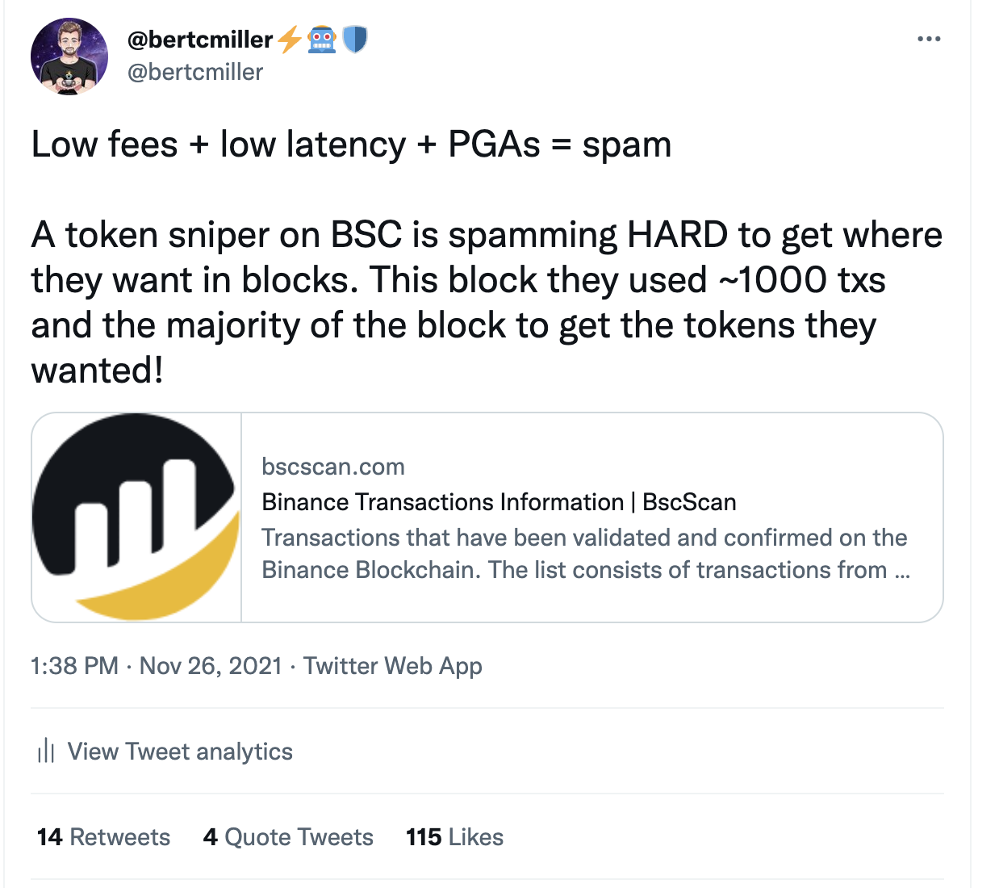 @bertcmiller⚡🤖🛡️
@bertcmiller
Low fees + low latency + PGAs = spam
A token sniper on BSC is spamming HARD to get where
they want in blocks. This block they used ~1000 txs
and the majority of the block to get the tokens they
wanted!
bscscan.com
Binance Transactions Information | BscScan
Transactions that have been validated and confirmed on the
Binance Blockchain. The list consists of transactions from ...
1:38 PM · Nov 26, 2021 · Twitter Web App
View Tweet analytics
14 Retweets 4 Quote Tweets 115 Likes